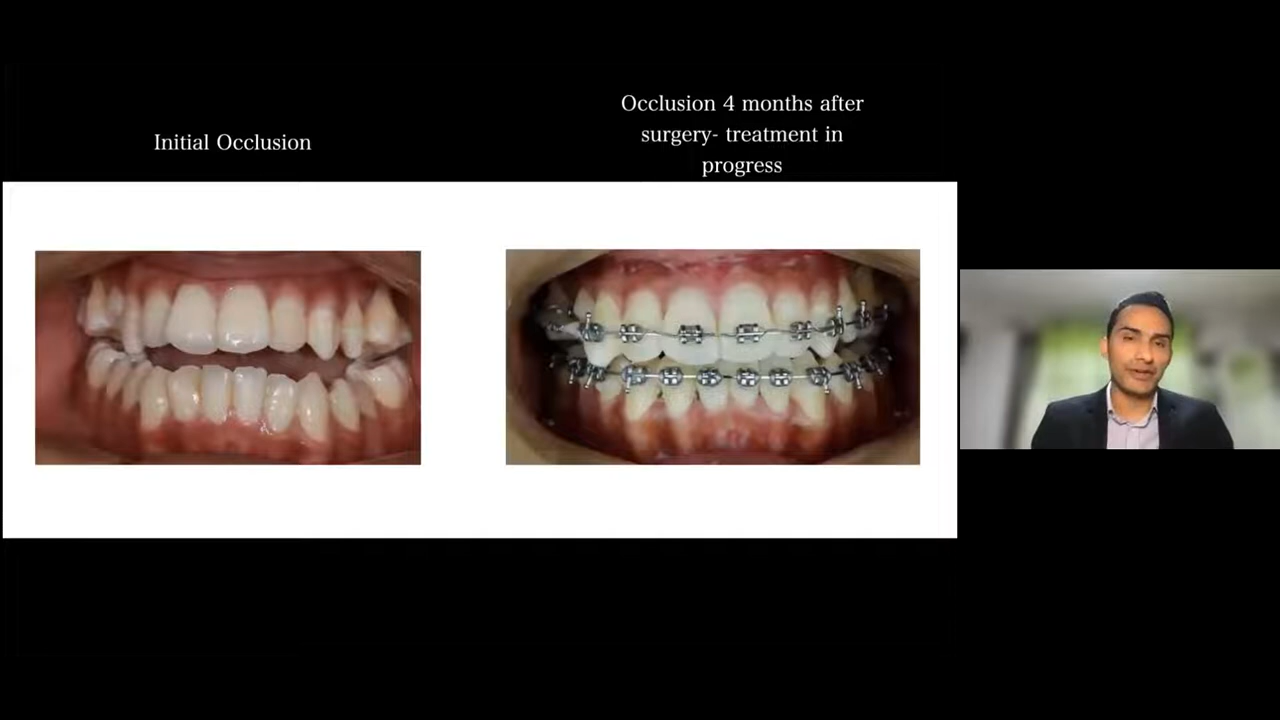 Initial Occlusion
Occlusion 4 months after
surgery- treatment in
progress